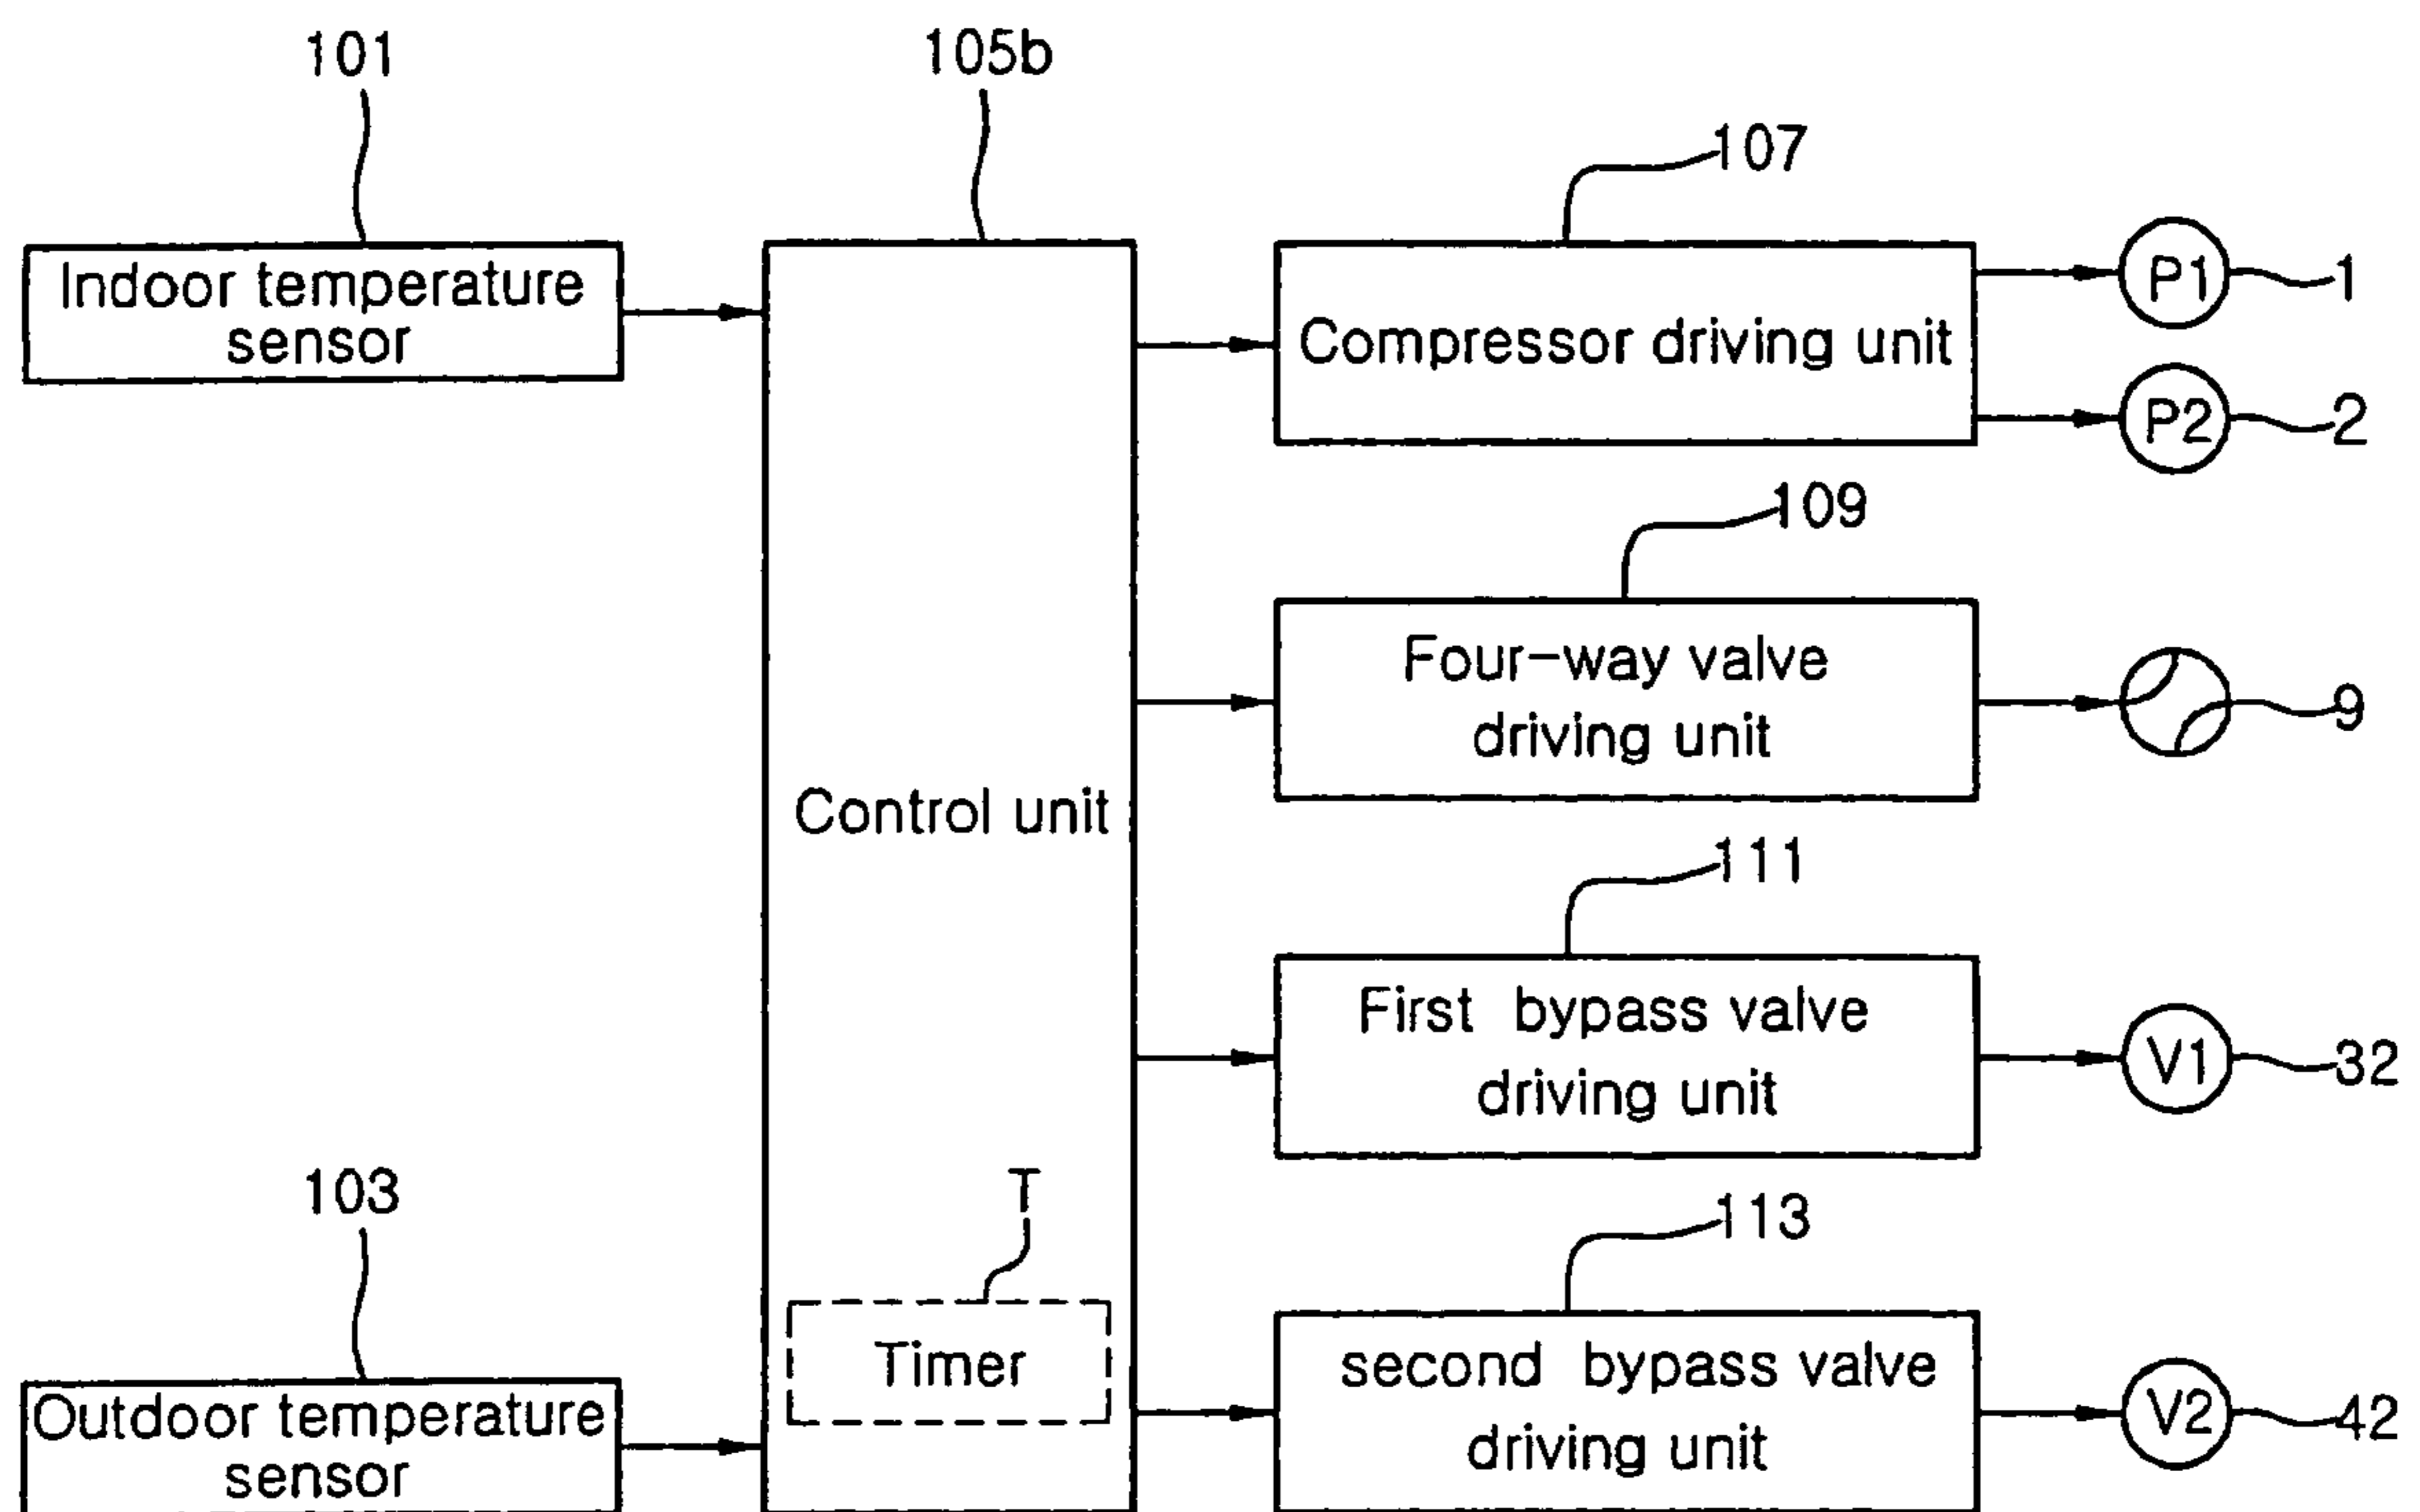 101
105b
107
Indoor temperature
sensor
Compressor driving unit
P1
1
P2
2
109
Four-way valve
driving unit
9
Control unit
111
First bypass valve
driving unit
V1
32
103
T
113
Timer
Outdoor temperature
sensor
second bypass valve
driving unit
V2
42